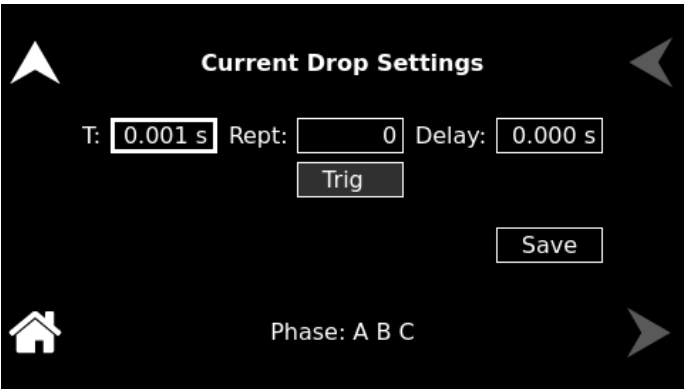 Current Drop Settings
T: 0.001 s Rept: 0 Delay: 0.000 s
Trig
Save
Phase: A B C